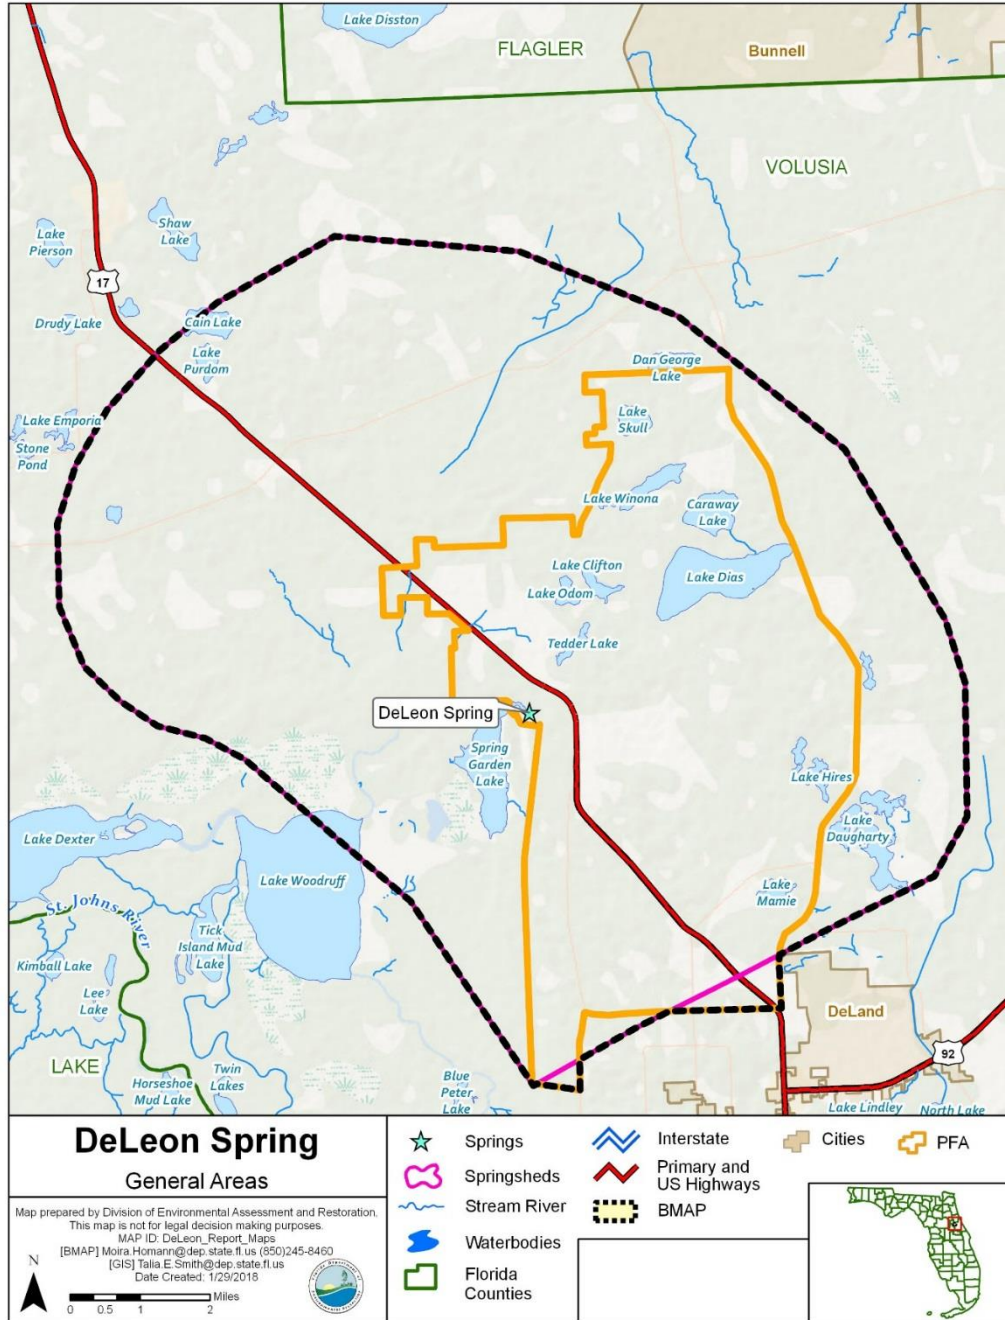 Lake Disston
FLAGLER
Bunnell
VOLUSIA
Shaw
Lake
Lake
Pierson
17
Drudy Lake
Cain Lake
Lake
Purdom
Dan George
Lake
Lake
Skull
Lake Emporia
Stone
Pond
Lake Winona
Caraway
Lake
Lake Clifton
Lake Dias
Lake Odom
Tedder Lake
DeLeon Spring
Spring
Garden
Lake
Lake Hires
Lake
Daugharty
Lake Dexter
Lake Woodruff
Lake
Mamie
St. Johns River
Tick
Island Mud
Lake
Kimball Lake
Lee
Lake
DeLand
92
LAKE
Horseshoe
Mud Lake
Twin
Lakes
Blue
Peter
Lake
Lake Lindley
North Lake
DeLeon Spring
General Areas
Map prepared by Division of Environmental Assessment and Restoration.
This map is not for legal decision making purposes.
MAP ID: DeLeon_Report_Maps
[BMAP] Moira.Homann@dep.state.fl.us (850)245-8460
[GIS] Talia.E.Smith@dep.state.fl.us
Date Created: 1/29/2018
N
Miles
0 0.5 1 2
Springs
Springsheds
Stream River
Waterbodies
Florida
Counties
Interstate
Primary and
US Highways
BMAP
Cities
PFA